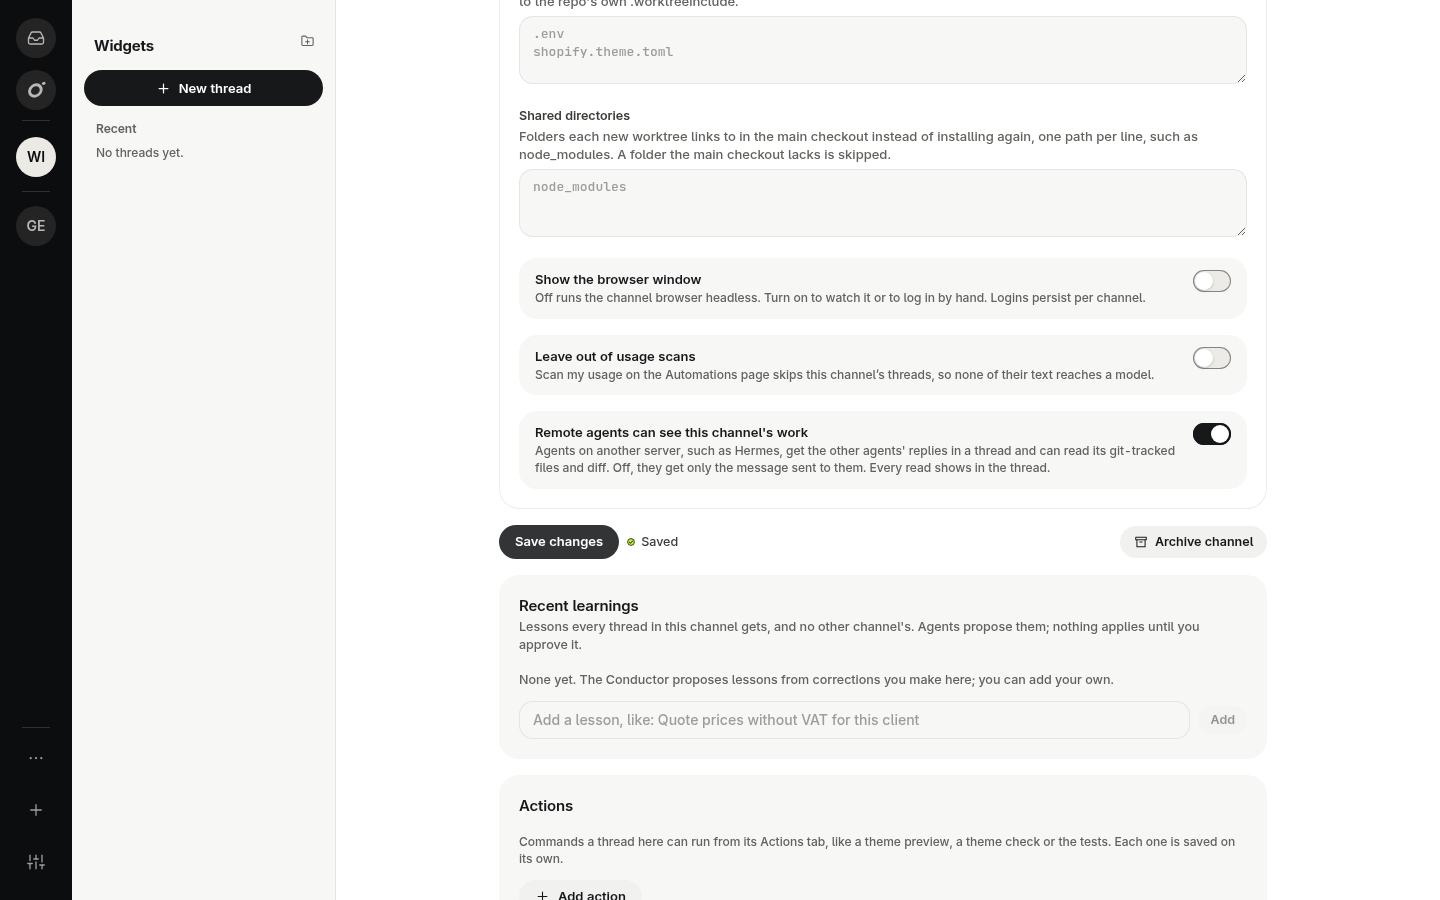 Widgets
New thread
Recent
No threads yet.
WI
GE
to the repo's own .worktreeinclude.
.env
shopify.theme.toml
Shared directories
Folders each new worktree links to in the main checkout instead of installing again, one path per line, such as
node_modules. A folder the main checkout lacks is skipped.
node_modules
Show the browser window
Off runs the channel browser headless. Turn on to watch it or to log in by hand. Logins persist per channel.
Leave out of usage scans
Scan my usage on the Automations page skips this channel's threads, so none of their text reaches a model.
Remote agents can see this channel's work
Agents on another server, such as Hermes, get the other agents' replies in a thread and can read its git-tracked
files and diff. Off, they get only the message sent to them. Every read shows in the thread.
Save changes
Saved
Archive channel
Recent learnings
Lessons every thread in this channel gets, and no other channel's. Agents propose them; nothing applies until you
approve it.
None yet. The Conductor proposes lessons from corrections you make here; you can add your own.
Add a lesson, like: Quote prices without VAT for this client
Add
Actions
Commands a thread here can run from its Actions tab, like a theme preview, a theme check or the tests. Each one is saved on
its own.
Add action